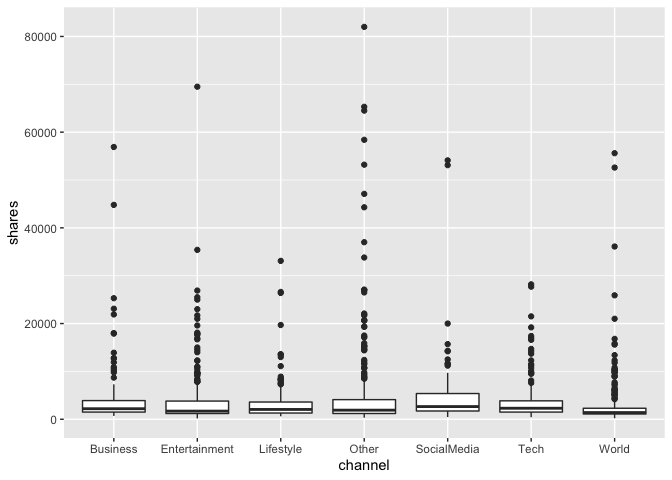 80000
60000
40000
20000
0
shares
Business Entertainment Lifestyle Other SocialMedia Tech World
channel